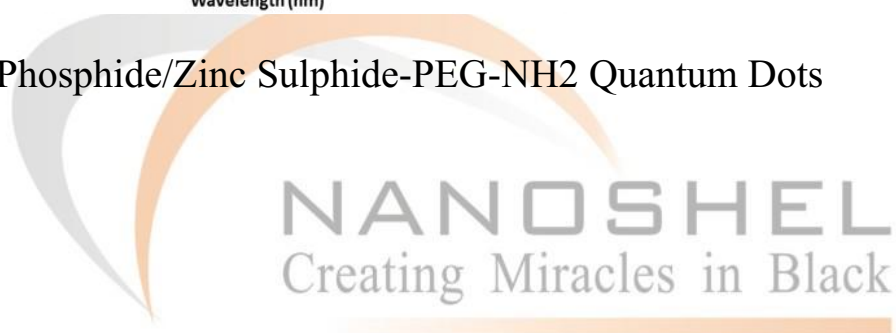 Wavelength (nm)
Phosphide/Zinc Sulphide-PEG-NH2 Quantum Dots
NANOSHEL
Creating Miracles in Black